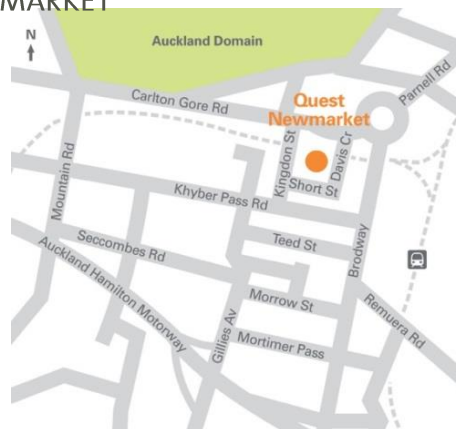 MARKET
N
Auckland Domain
Parnell Rd
Carlton Gore Rd
Quest
Newmarket
Kingdon St
Davis Cr
Short St
Mountain Rd
Khyber Pass Rd
Teed St
Brodway
Seccombes Rd
Auckland Hamilton Motorway
Morrow St
Remuera Rd
Gillies Av
Mortimer Pass